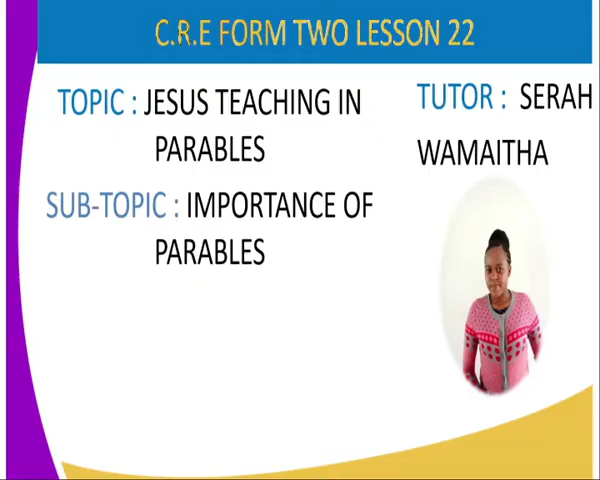 C.R.E FORM TWO LESSON 22
TOPIC : JESUS TEACHING IN
PARABLES
SUB-TOPIC : IMPORTANCE OF
PARABLES
TUTOR : SERAH
WAMAITHA